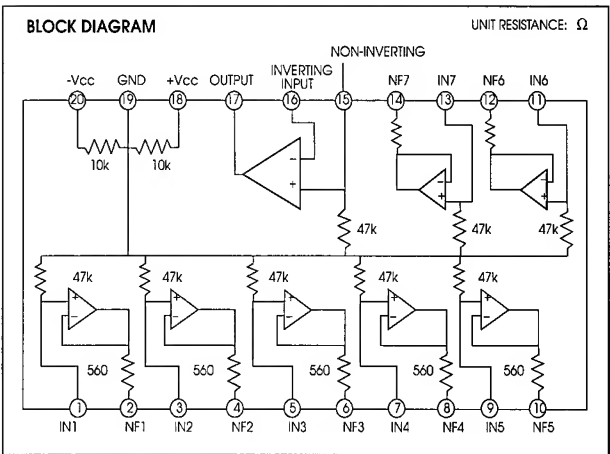 BLOCK DIAGRAM
UNIT RESISTANCE: Ω
NON-INVERTING
-Vcc GND +Vcc OUTPUT INVERTING INPUT NF7 IN7 NF6 IN6
20 19 18 17 16 15 14 13 12 11
10k 10k
- + - + - +
47k 47k 47k
47k 47k 47k 47k 47k
+ - + - + - + - + -
560 560 560 560 560
1 2 3 4 5 6 7 8 9 10
IN1 NF1 IN2 NF2 IN3 NF3 IN4 NF4 IN5 NF5